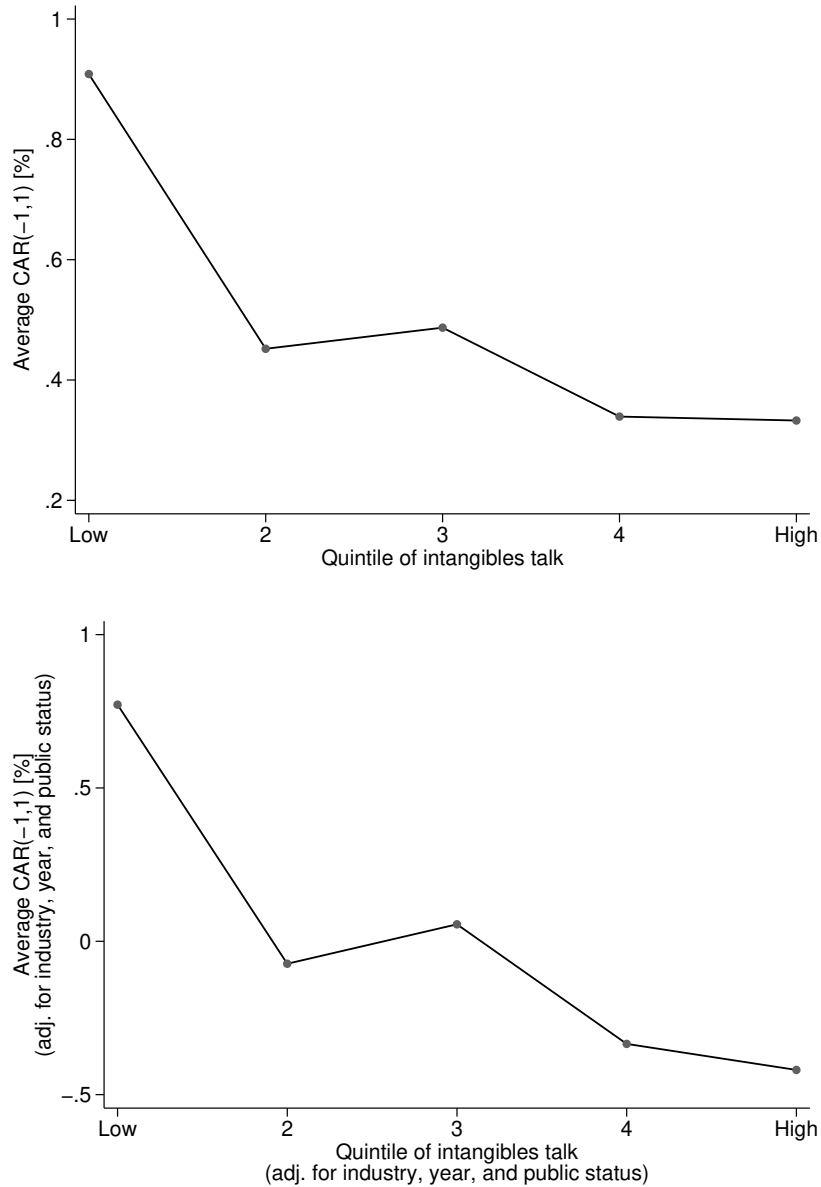 1
.8
.6
.4
.2
Average CAR(−1,1) [%]
Low 2 3 4 High
Quintile of intangibles talk
1
.5
0
−.5
Average CAR(−1,1) [%]
(adj. for industry, year, and public status)
Low 2 3 4 High
Quintile of intangibles talk
(adj. for industry, year, and public status)